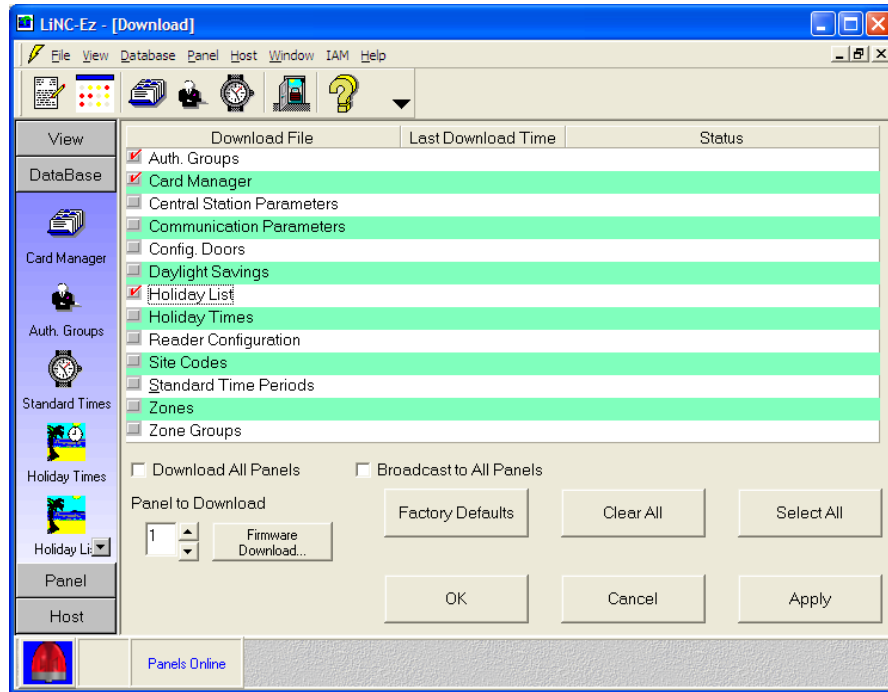 LiNC-Ez - [Download]
File View Database Panel Host Window IAM Help
View
DataBase
Card Manager
Auth. Groups
Standard Times
Holiday Times
Holiday Li
Panel
Host
Download File Last Download Time Status
Auth. Groups
Card Manager
Central Station Parameters
Communication Parameters
Config. Doors
Daylight Savings
Holiday List
Holiday Times
Reader Configuration
Site Codes
Standard Time Periods
Zones
Zone Groups
Download All Panels Broadcast to All Panels
Panel to Download
1
Firmware
Download...
Factory Defaults Clear All Select All
OK Cancel Apply
Panels Online